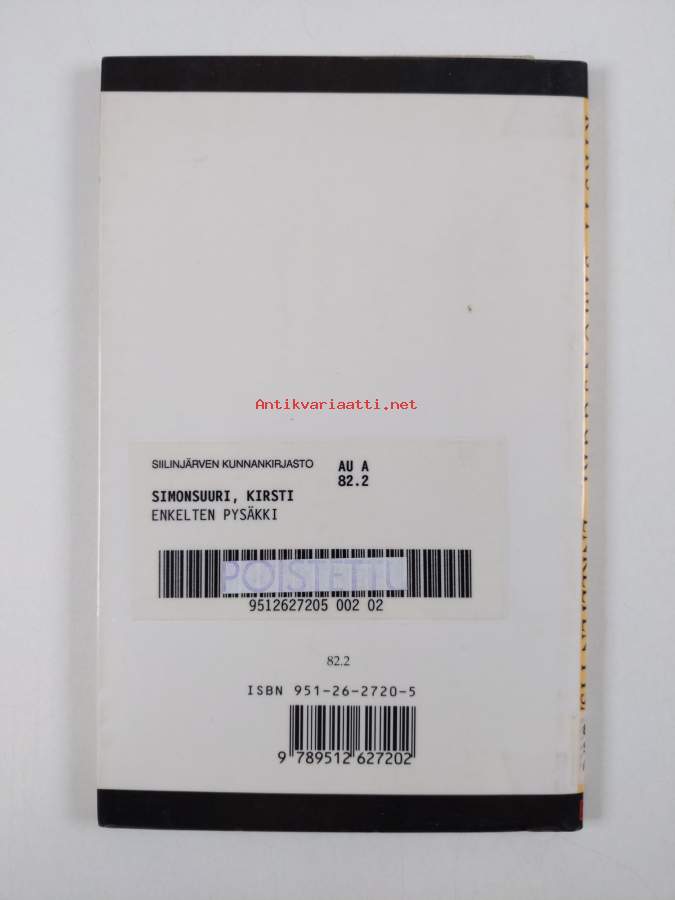 Antikvariaatti.net
SIILINJÄRVEN KUNNANKIRJASTO
AU A
82.2
SIMONSUURI, KIRSTI
ENKELTEN PYSÄKKI
POISTETTU
9512627205 002 02
82.2
ISBN 951-26-2720-5
9 789512 627202